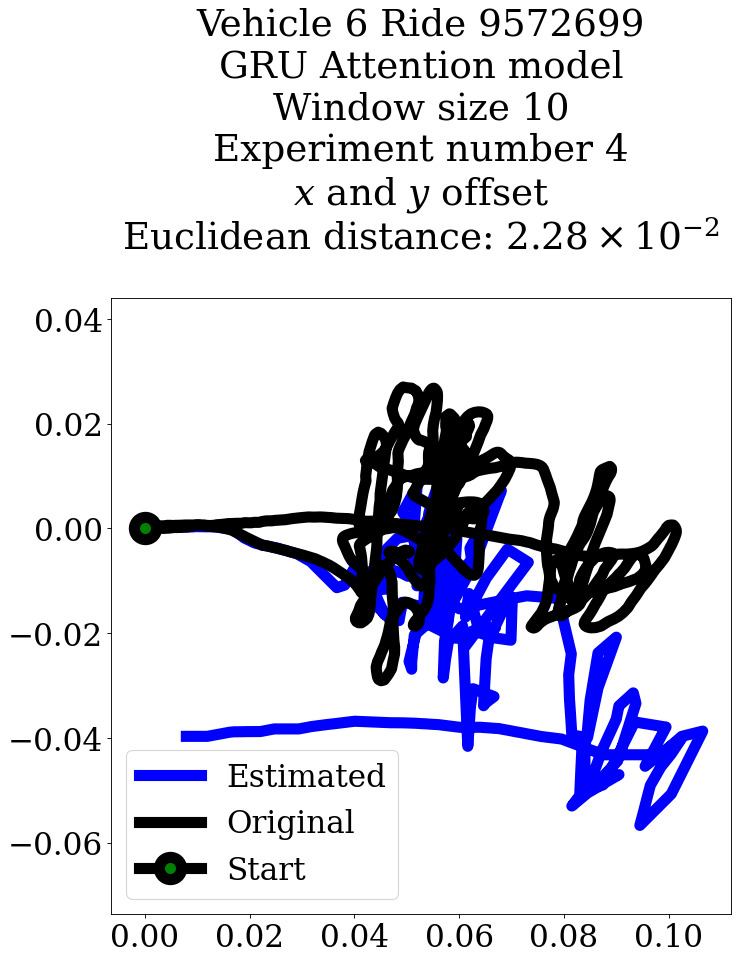 Vehicle 6 Ride 9572699
GRU Attention model
Window size 10
Experiment number 4
x and y offset
Euclidean distance: 2.28 × 10⁻²
0.04
0.02
0.00
−0.02
−0.04
−0.06
Estimated
Original
Start
0.00 0.02 0.04 0.06 0.08 0.10